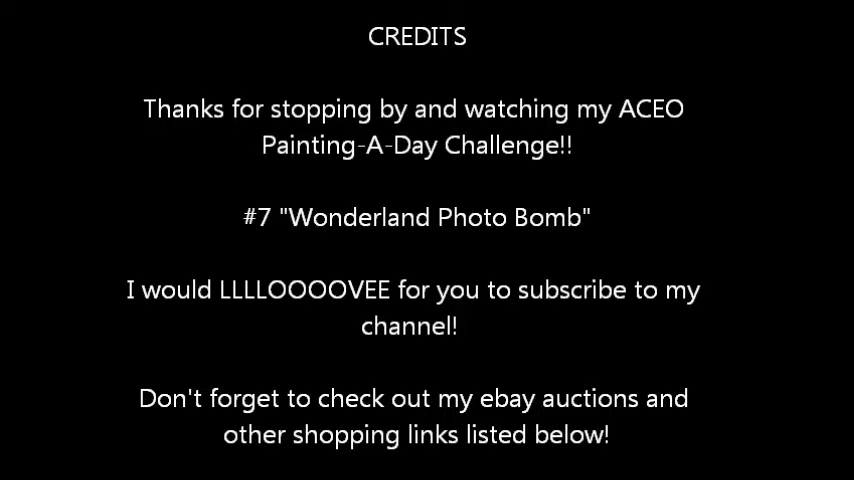 CREDITS
Thanks for stopping by and watching my ACEO
Painting-A-Day Challenge!!
#7 "Wonderland Photo Bomb"
I would LLLLOOOOVEE for you to subscribe to my
channel!
Don't forget to check out my ebay auctions and
other shopping links listed below!